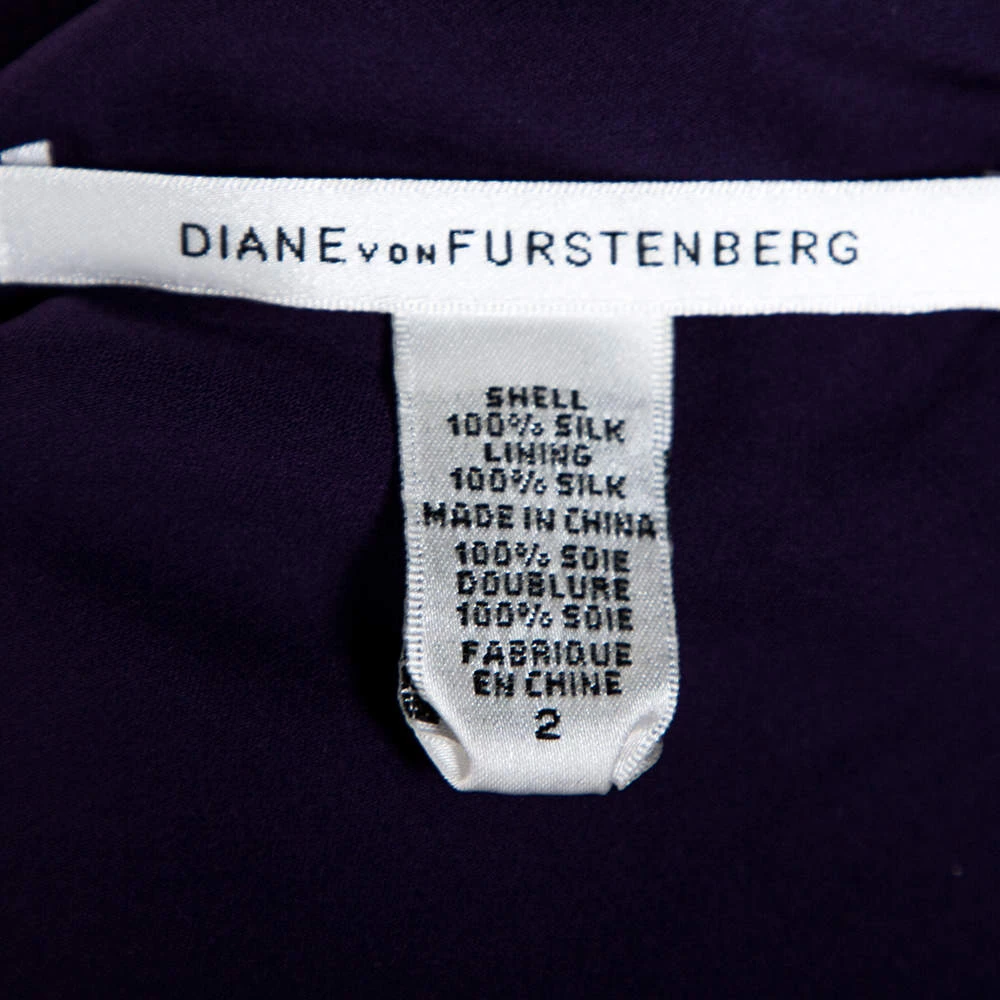 DIANE VON FURSTENBERG
SHELL
100% SILK
LINING
100% SILK
MADE IN CHINA
100% SOIE
DOUBLURE
100% SOIE
FABRIQUE
EN CHINE
2